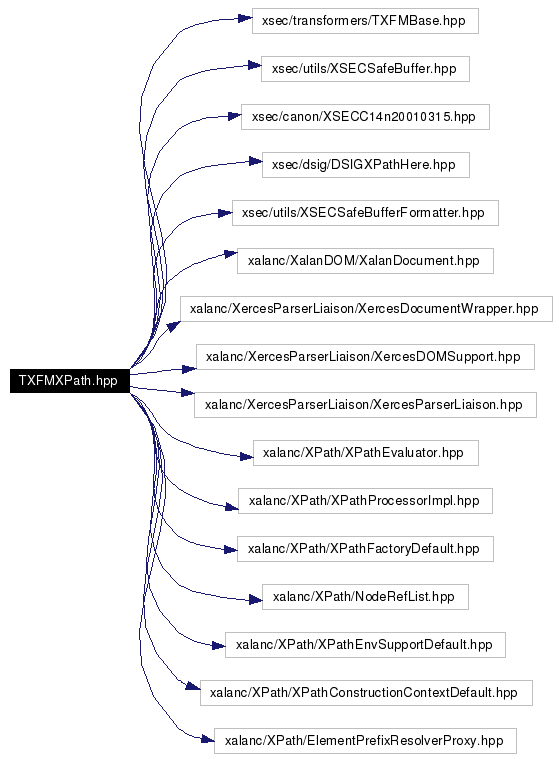 xsec/transformers/TXFMBase.hpp
xsec/utils/XSECSafeBuffer.hpp
xsec/canon/XSECC14n20010315.hpp
xsec/dsig/DSIGXPathHere.hpp
xsec/utils/XSECSafeBufferFormatter.hpp
xalanc/XalanDOM/XalanDocument.hpp
xalanc/XercesParserLiaison/XercesDocumentWrapper.hpp
xalanc/XercesParserLiaison/XercesDOMSupport.hpp
TXFMXPath.hpp
xalanc/XercesParserLiaison/XercesParserLiaison.hpp
xalanc/XPath/XPathEvaluator.hpp
xalanc/XPath/XPathProcessorImpl.hpp
xalanc/XPath/XPathFactoryDefault.hpp
xalanc/XPath/NodeRefList.hpp
xalanc/XPath/XPathEnvSupportDefault.hpp
xalanc/XPath/XPathConstructionContextDefault.hpp
xalanc/XPath/ElementPrefixResolverProxy.hpp